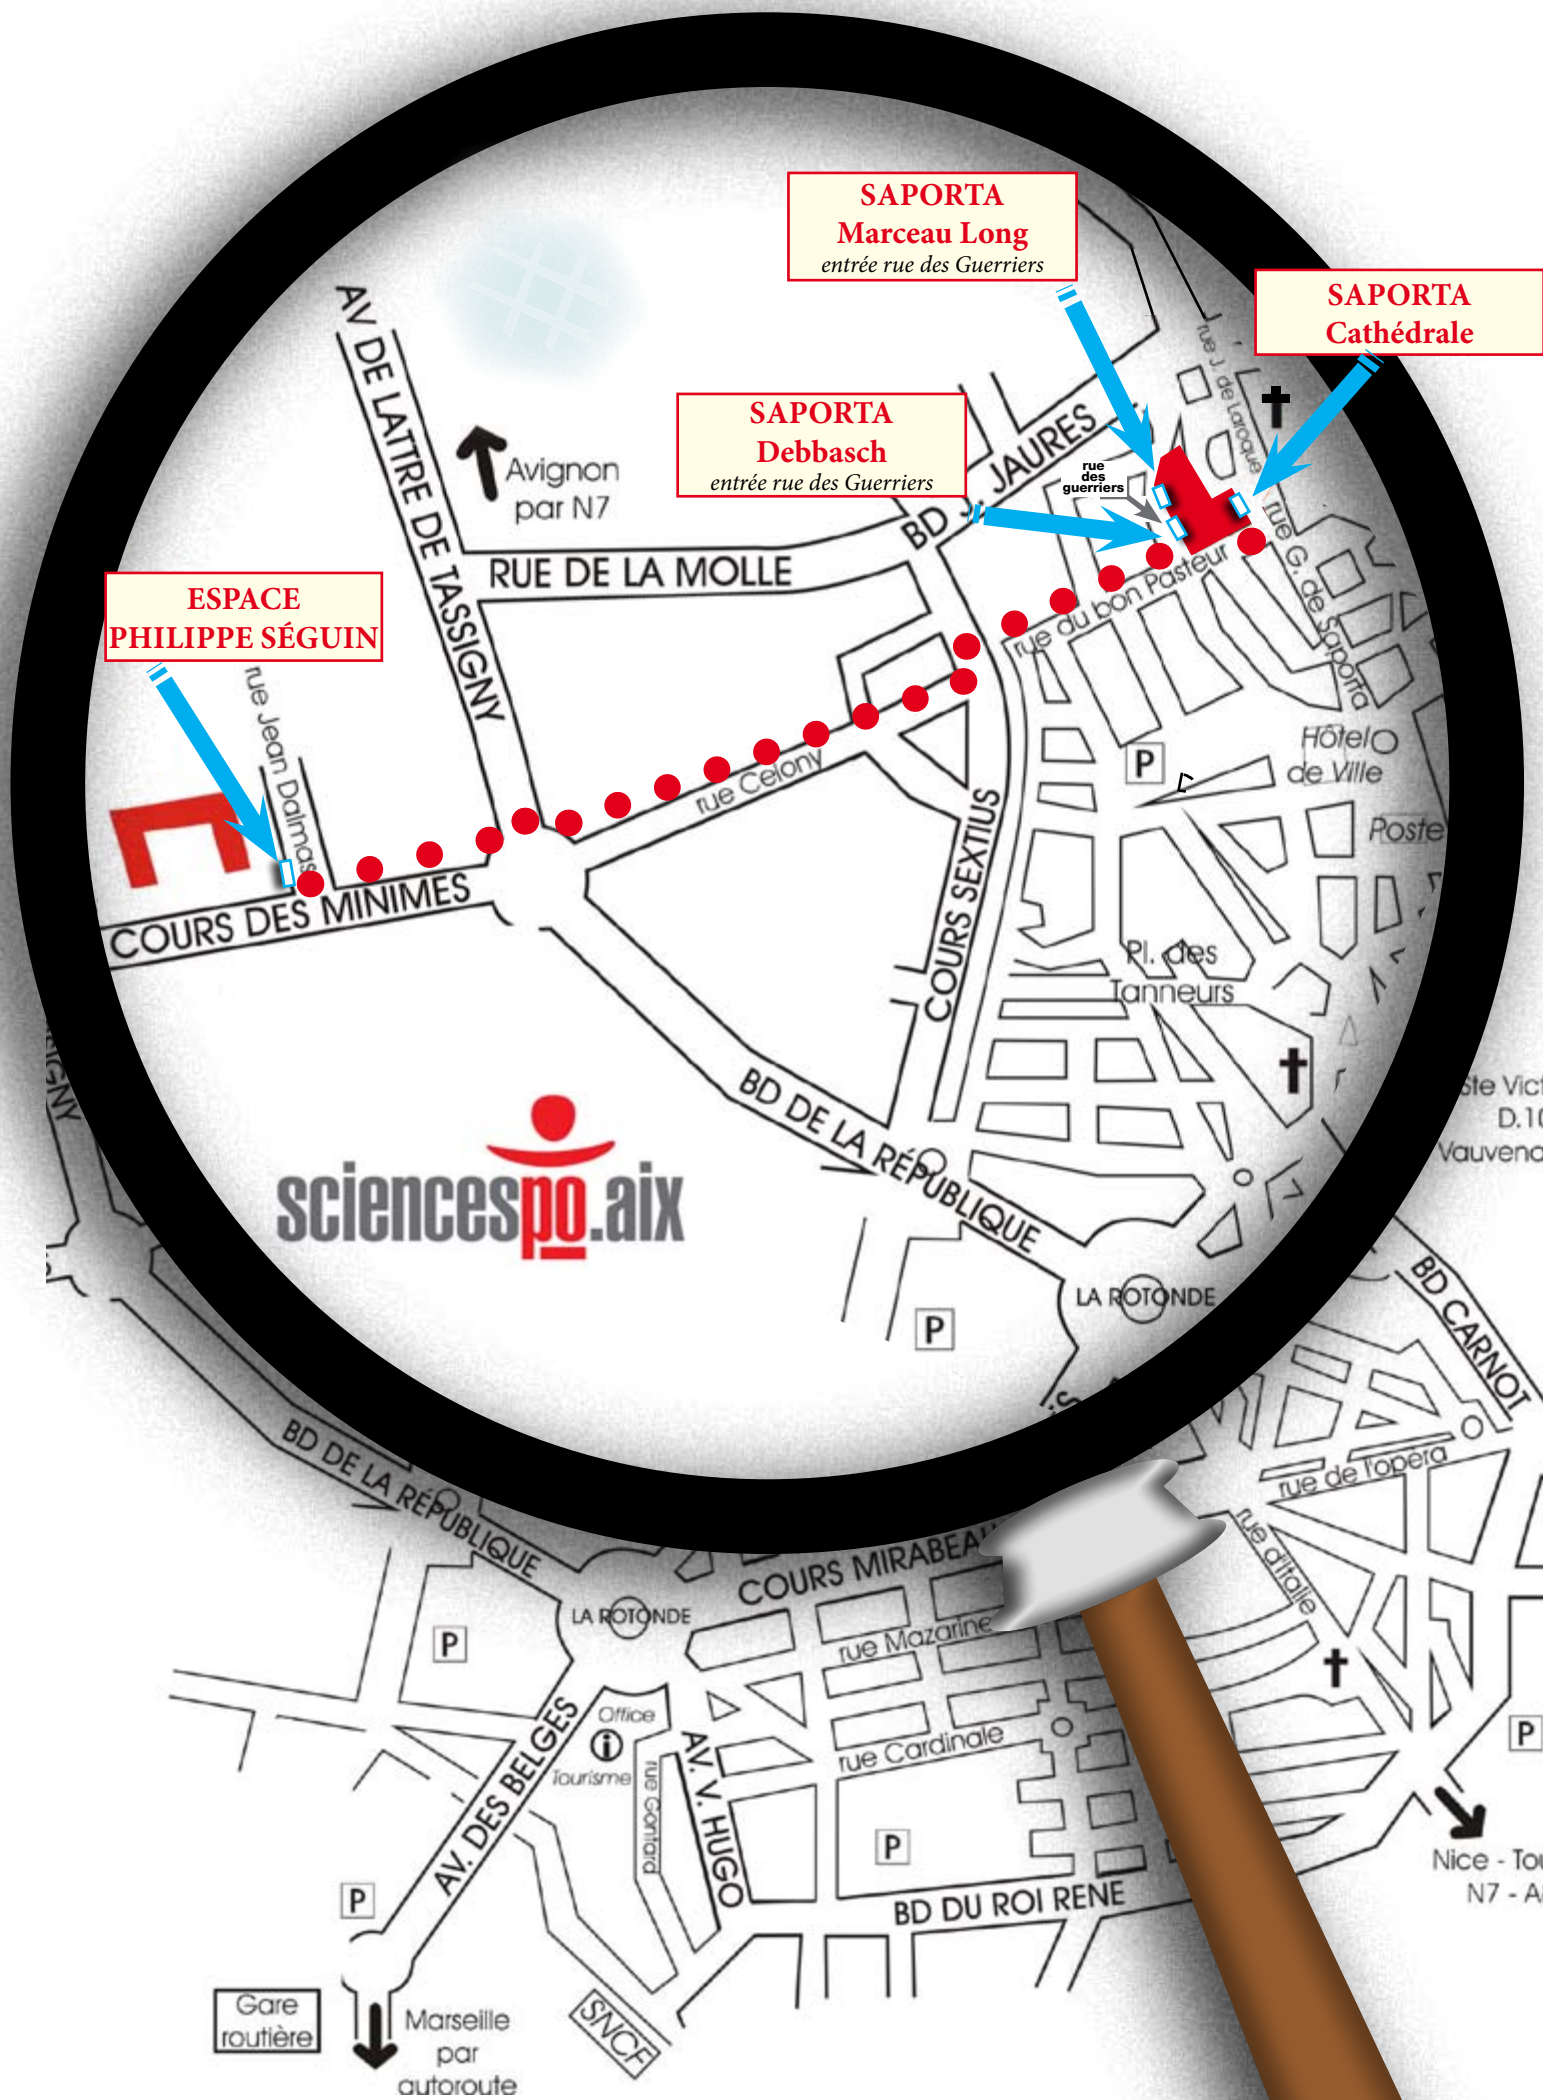 SAPORTA
Marceau Long
entrée rue des Guerriers
SAPORTA
Cathédrale
SAPORTA
Debbasch
entrée rue des Guerriers
ESPACE
PHILIPPE SÉGUIN
AV DE LATTRE DE TASSIGNY
Avignon
par N7
BD J. JAURES
rue J. de Laroque
rue
des
guerriers
RUE DE LA MOLLE
rue du bon Pasteur
rue G. de Saporta
rue Jean Dalmas
rue Celony
Hôtel
de Ville
P
Poste
COURS DES MINIMES
COURS SEXTIUS
Pl. des
Tanneurs
BD DE LA RÉPUBLIQUE
sciencespo.aix
LA ROTONDE
P
Ste Vict
D.10
Vauvena
BD CARNOT
BD DE LA RÉPUBLIQUE
rue de l'opéra
rue d'Italie
COURS MIRABEAU
LA ROTONDE
P
rue Mazarine
rue Cardinale
Office
i
Tourisme
rue Gontard
AV. V. HUGO
AV. DES BELGES
P
P
P
BD DU ROI RENE
Nice - Tou
N7 - A
Gare
routière
Marseille
par
autoroute
SNCF